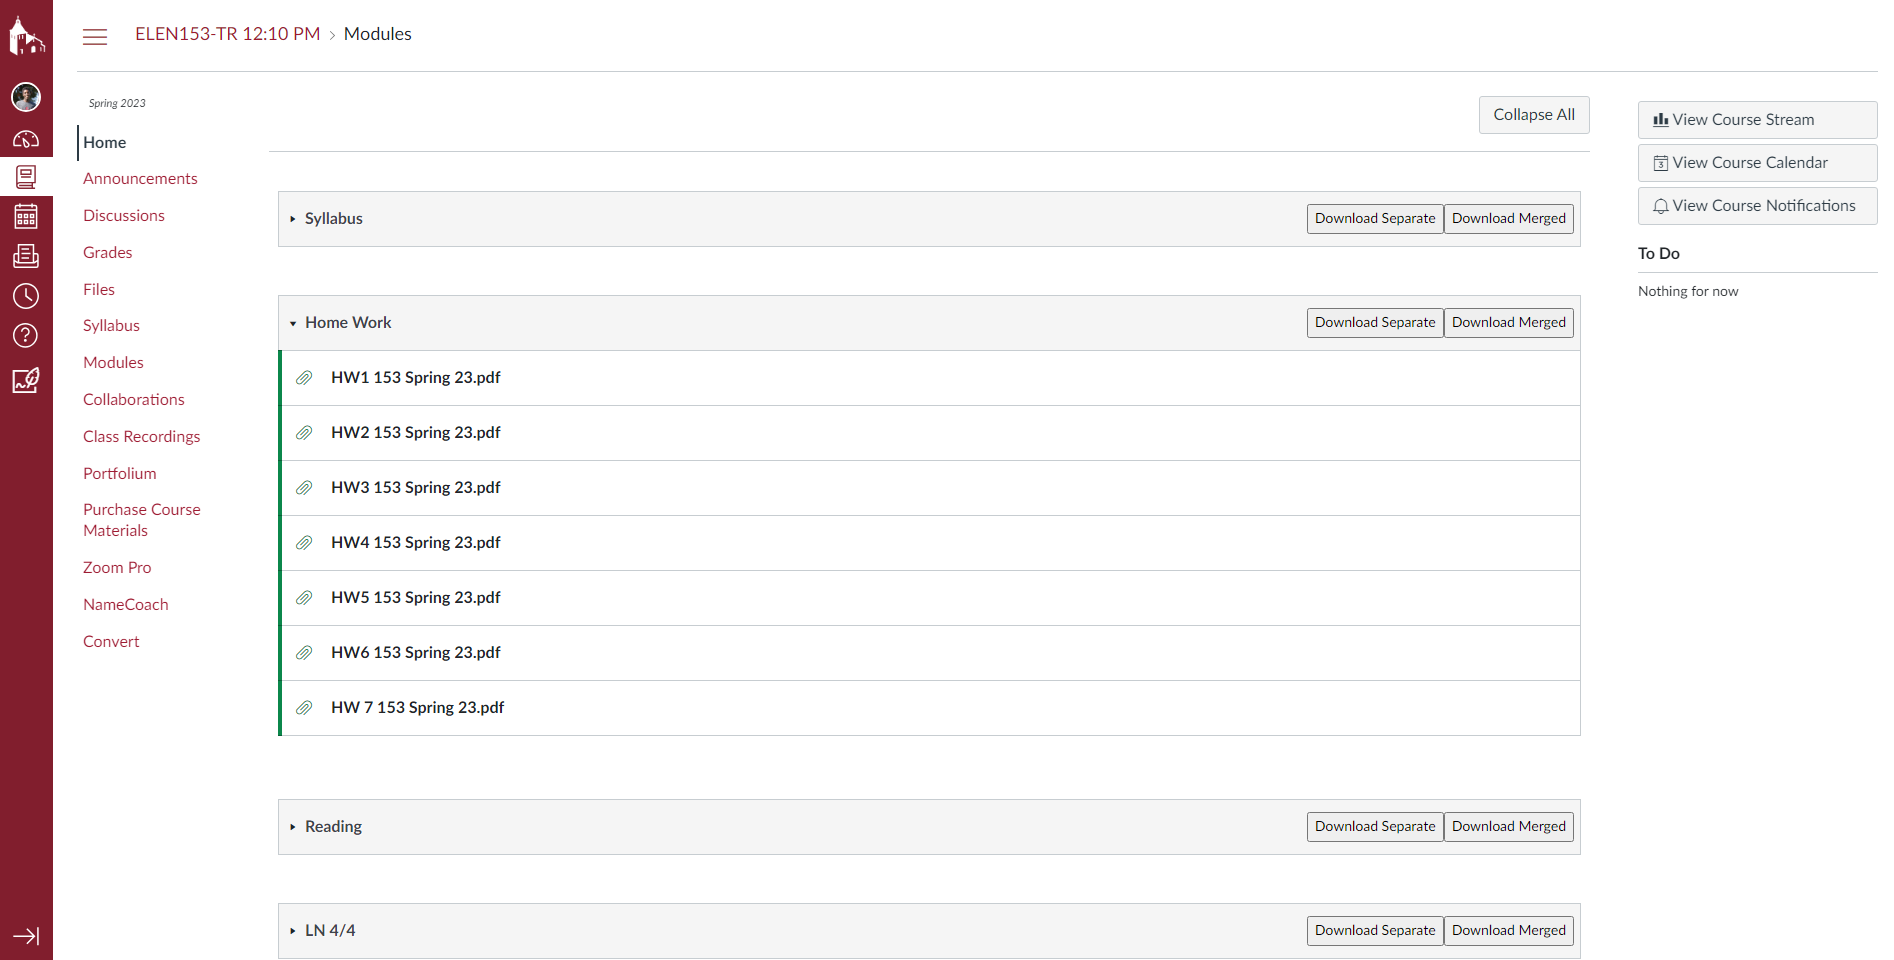 ELEN153-TR 12:10 PM › Modules
Spring 2023
Home
Announcements
Discussions
Grades
Files
Syllabus
Modules
Collaborations
Class Recordings
Portfolium
Purchase Course
Materials
Zoom Pro
NameCoach
Convert
Collapse All
Syllabus
Download Separate Download Merged
Home Work
Download Separate Download Merged
HW1 153 Spring 23.pdf
HW2 153 Spring 23.pdf
HW3 153 Spring 23.pdf
HW4 153 Spring 23.pdf
HW5 153 Spring 23.pdf
HW6 153 Spring 23.pdf
HW 7 153 Spring 23.pdf
Reading
Download Separate Download Merged
LN 4/4
Download Separate Download Merged
View Course Stream
View Course Calendar
View Course Notifications
To Do
Nothing for now